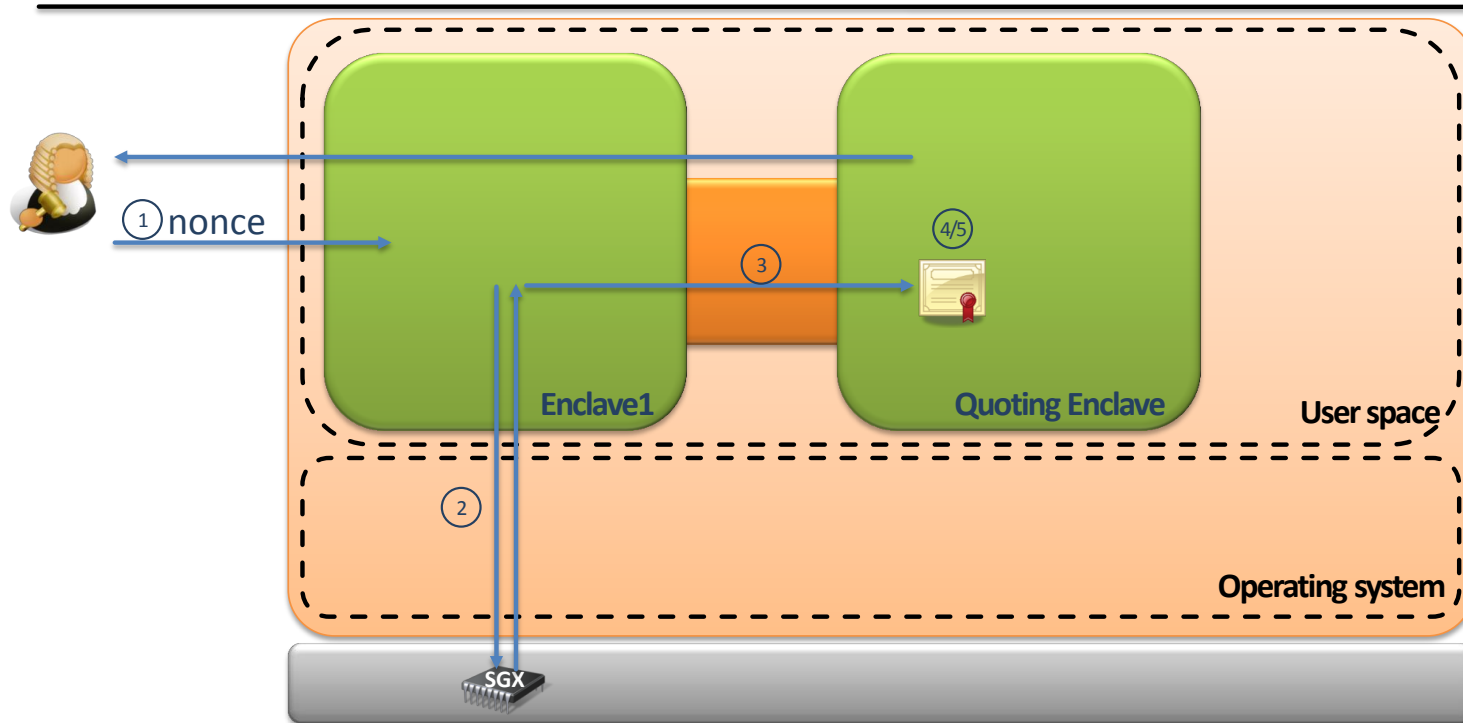 1 nonce
4/5
3
Enclave1
Quoting Enclave
User space
2
Operating system
SGX